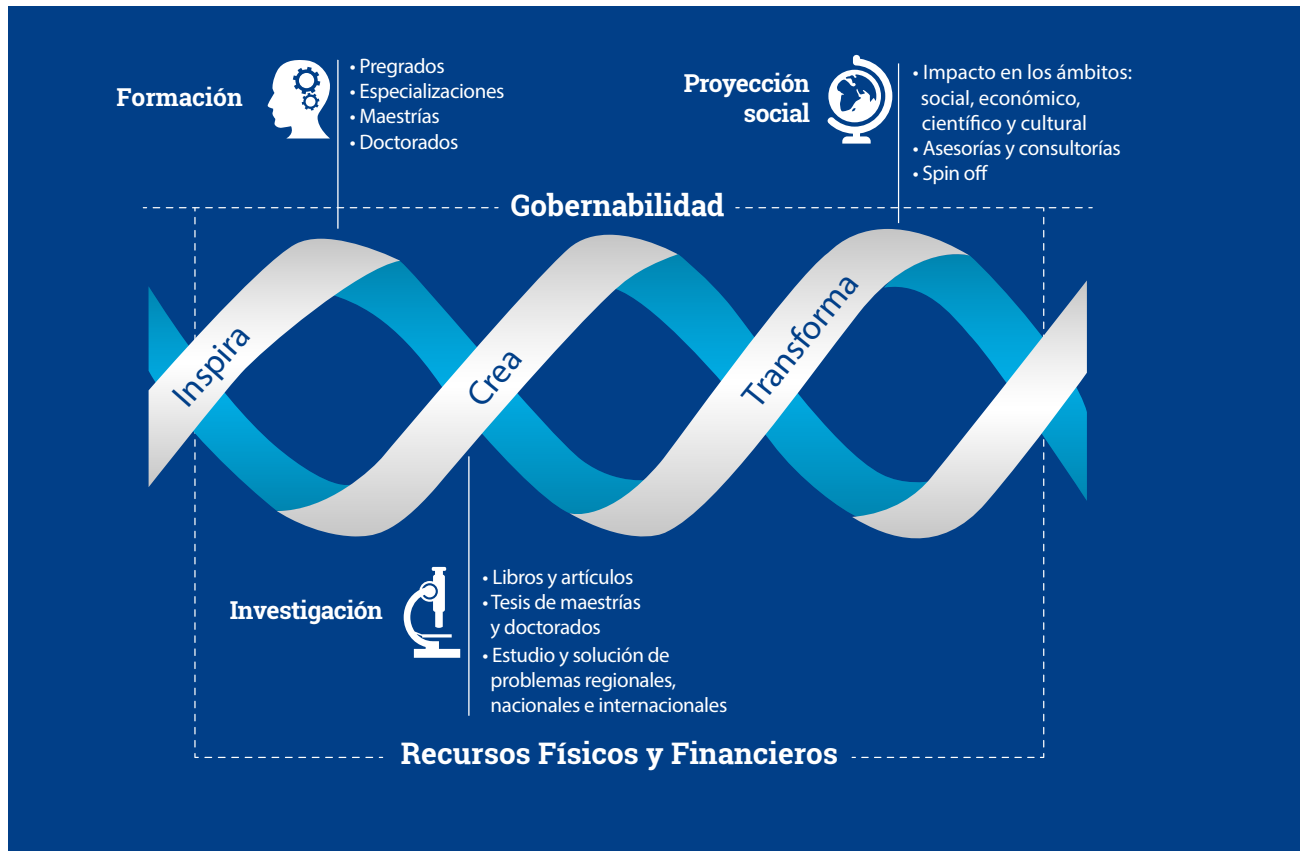 Formación
• Pregrados
• Especializaciones
• Maestrías
• Doctorados
Proyección
social
• Impacto en los ámbitos:
social, económico,
científico y cultural
• Asesorías y consultorías
• Spin off
Gobernabilidad
Inspira
Crea
Transforma
Investigación
• Libros y artículos
• Tesis de maestrías
y doctorados
• Estudio y solución de
problemas regionales,
nacionales e internacionales
Recursos Físicos y Financieros